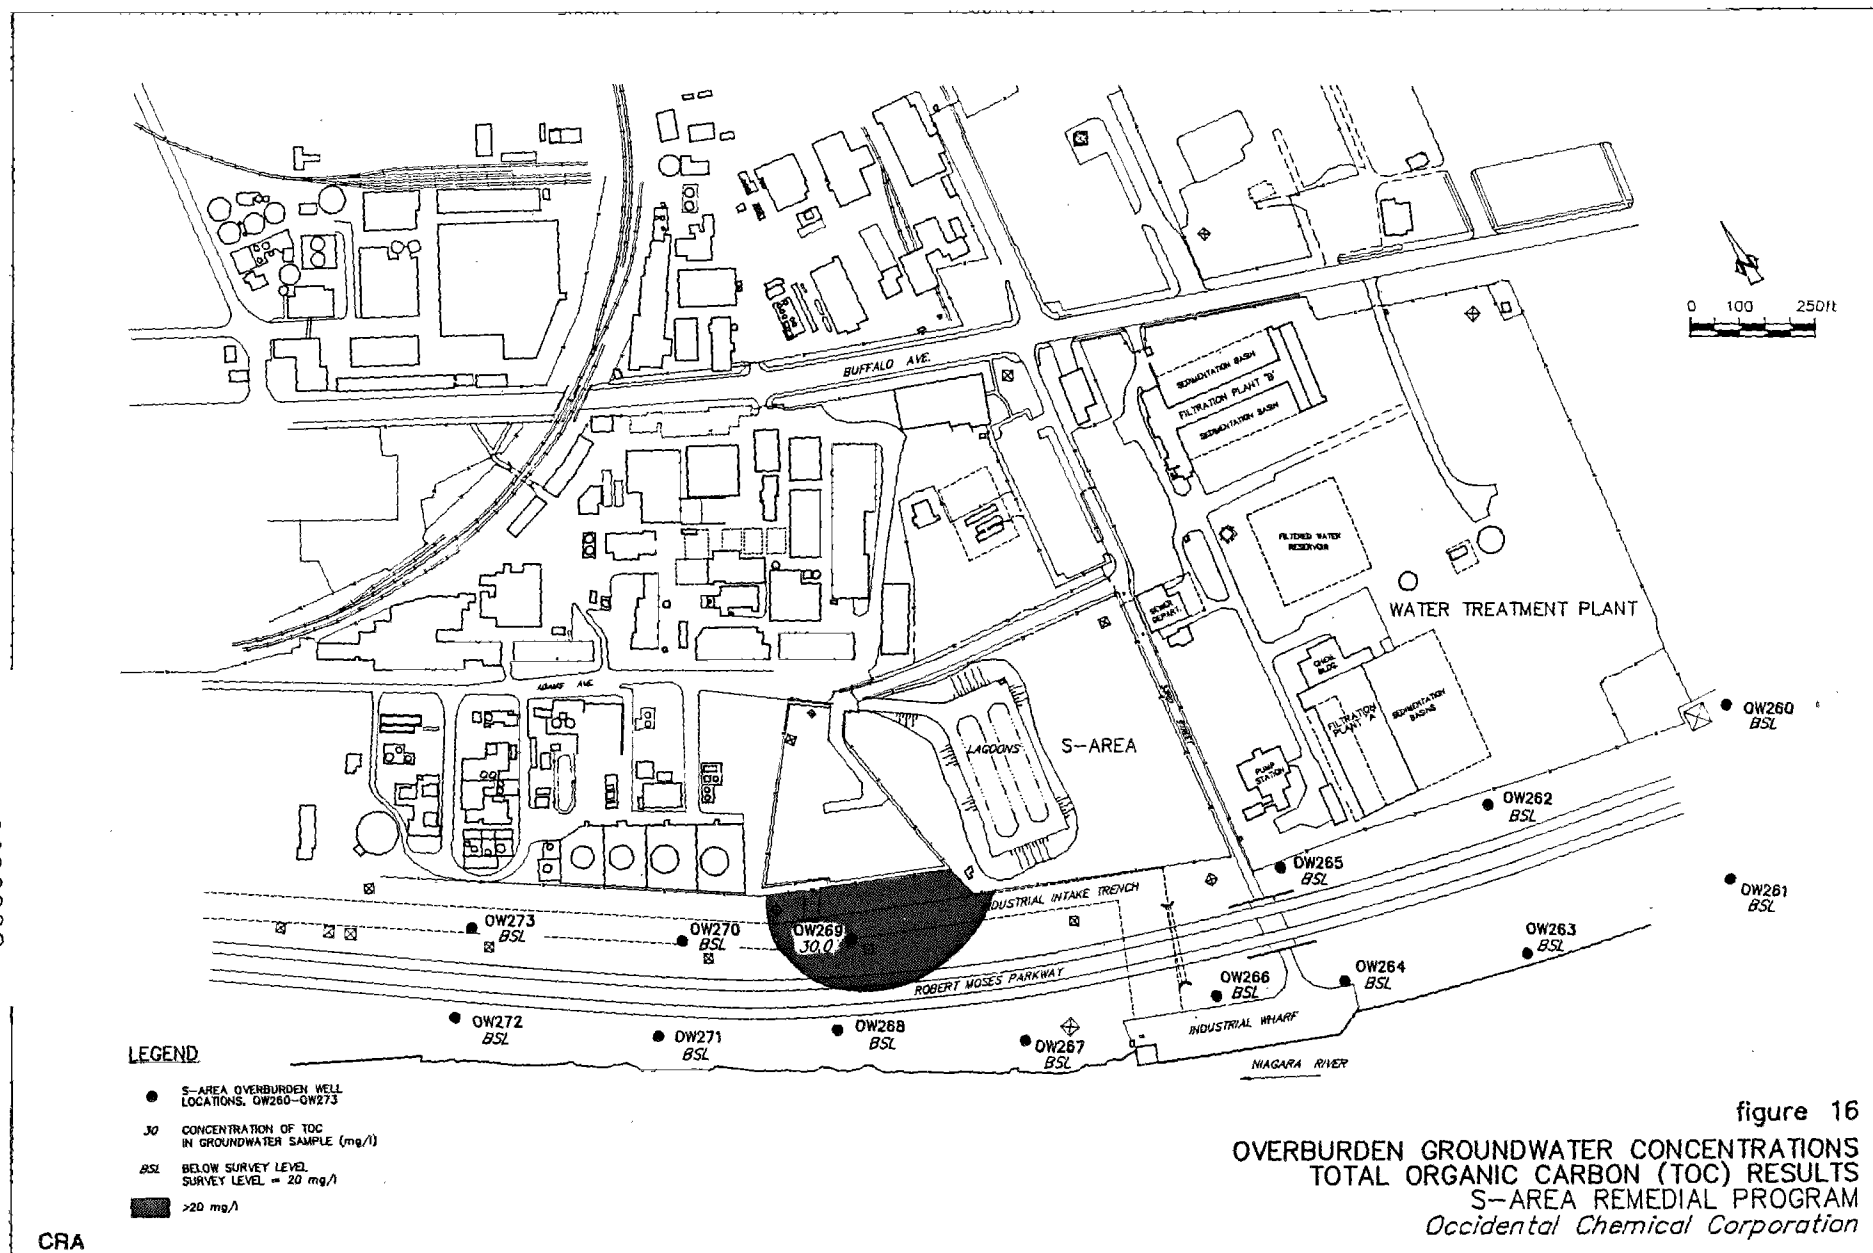 0 100 250ft
BUFFALO AVE.
SEDIMENTATION BASIN
FILTRATION PLANT "B"
SEDIMENTATION BASIN
FILTERED WATER
RESERVOIR
WATER TREATMENT PLANT
SEWER
DEPART.
CHEM.
BLDG.
FILTRATION
PLANT "A"
SEDIMENTATION
BASINS
PUMP
STATION
ADAMS AVE.
LAGOONS
S-AREA
OW260
BSL
OW262
BSL
OW265
BSL
OW261
BSL
OW263
BSL
OW264
BSL
OW266
BSL
OW273
BSL
OW270
BSL
OW269
30.0
DUSTRIAL INTAKE TRENCH
ROBERT MOSES PARKWAY
OW272
BSL
OW271
BSL
OW268
BSL
OW267
BSL
INDUSTRIAL WHARF
NIAGARA RIVER
LEGEND
S-AREA OVERBURDEN WELL
LOCATIONS, OW260-OW273
30 CONCENTRATION OF TOC
IN GROUNDWATER SAMPLE (mg/l)
BSL BELOW SURVEY LEVEL
SURVEY LEVEL = 20 mg/l
>20 mg/l
figure 16
OVERBURDEN GROUNDWATER CONCENTRATIONS
TOTAL ORGANIC CARBON (TOC) RESULTS
S-AREA REMEDIAL PROGRAM
Occidental Chemical Corporation
CRA